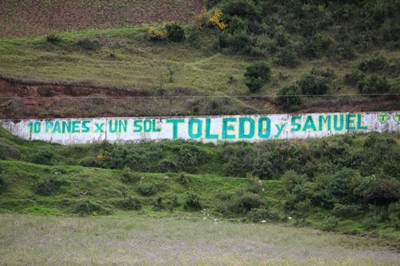 10 PANES x UN SOL TOLEDO y SAMUEL